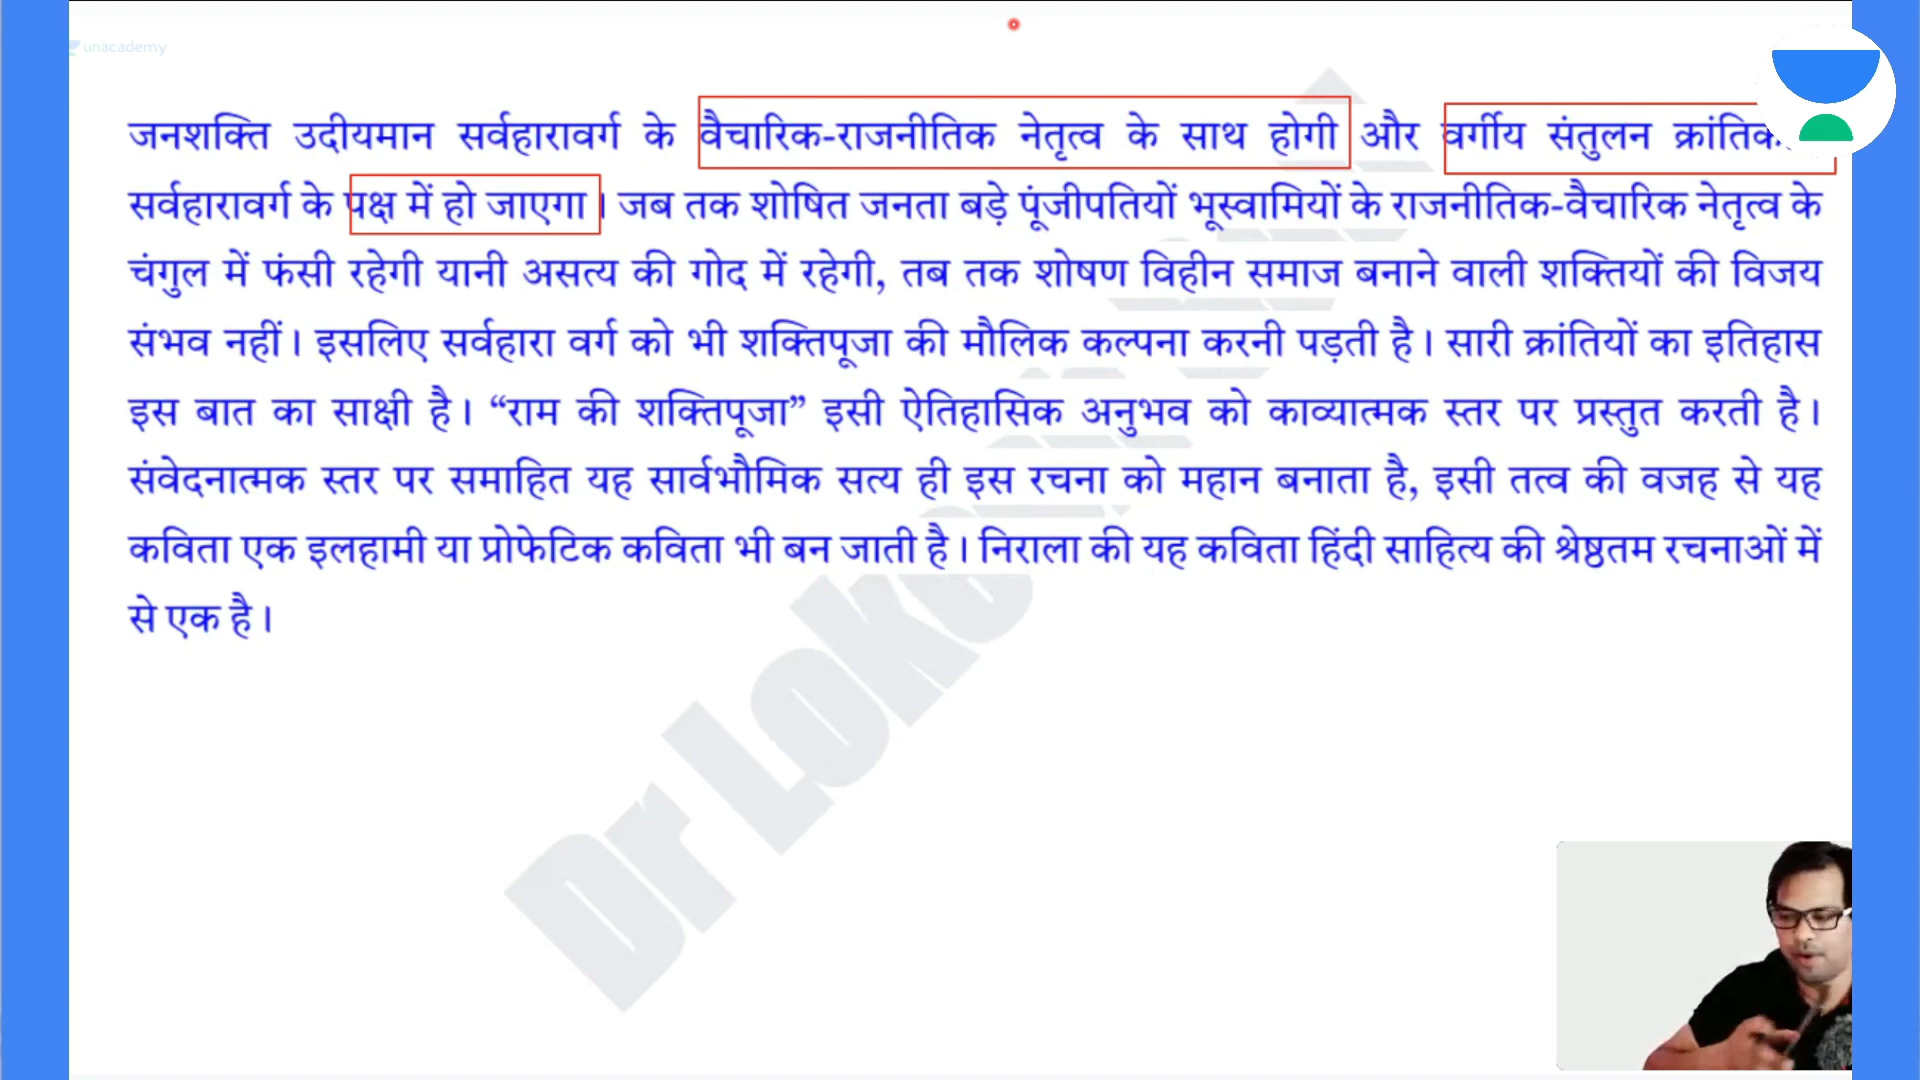 unacademy
जनशक्ति उदीयमान सर्वहारावर्ग के वैचारिक-राजनीतिक नेतृत्व के साथ होगी और वर्गीय संतुलन
सर्वहारावर्ग के पक्ष में हो जाएगा। जब तक शोषित जनता बड़े पूंजीपतियों भूस्वामियों के राजनीतिक-वैचारिक नेतृत्व के
चंगुल में फंसी रहेगी यानी असत्य की गोद में रहेगी, तब तक शोषण विहीन समाज बनाने वाली शक्तियों की विजय
संभव नहीं। इसलिए सर्वहारा वर्ग को भी शक्तिपूजा की मौलिक कल्पना करनी पड़ती है। सारी क्रांतियों का इतिहास
इस बात का साक्षी है। “राम की शक्तिपूजा” इसी ऐतिहासिक अनुभव को काव्यात्मक स्तर पर प्रस्तुत करती है।
संवेदनात्मक स्तर पर समाहित यह सार्वभौमिक सत्य ही इस रचना को महान बनाता है, इसी तत्व की वजह से यह
कविता एक इलहामी या प्रोफेटिक कविता भी बन जाती है। निराला की यह कविता हिंदी साहित्य की श्रेष्ठतम रचनाओं में
से एक है।
Dr